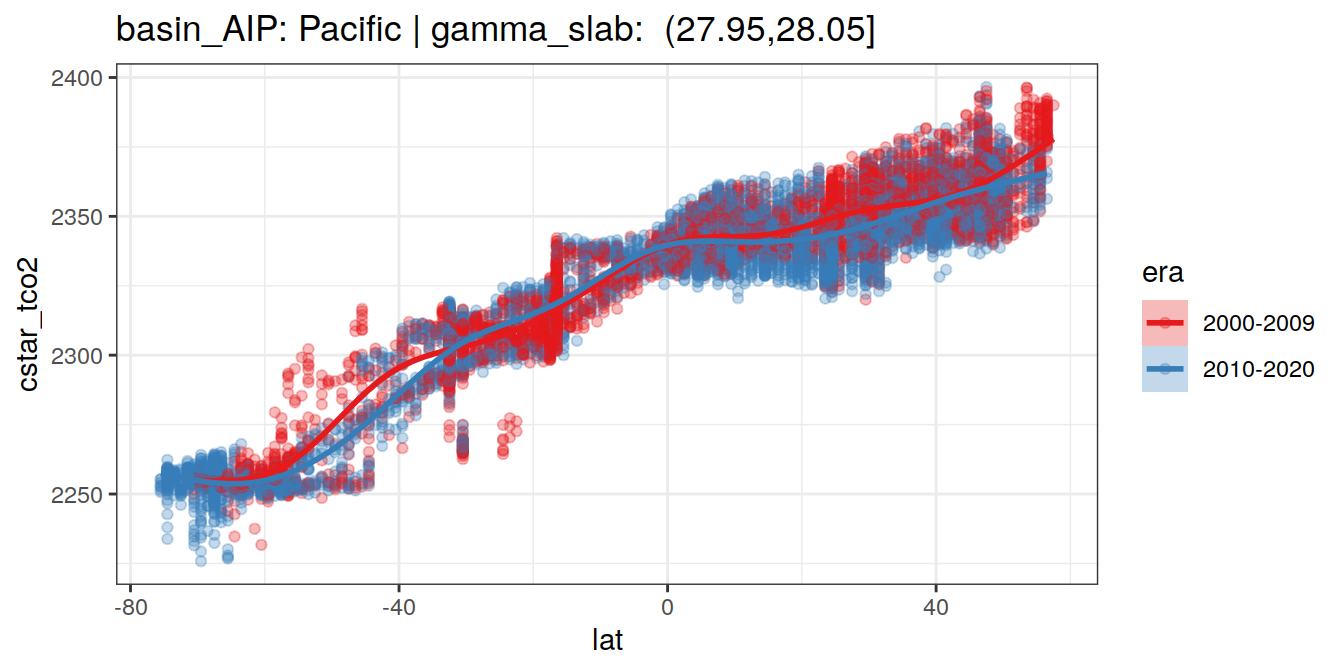 basin_AIP: Pacific | gamma_slab:  (27.95,28.05]
cstar_tco2
2400
2350
2300
2250
-80
-40
0
40
lat
era
2000-2009
2010-2020